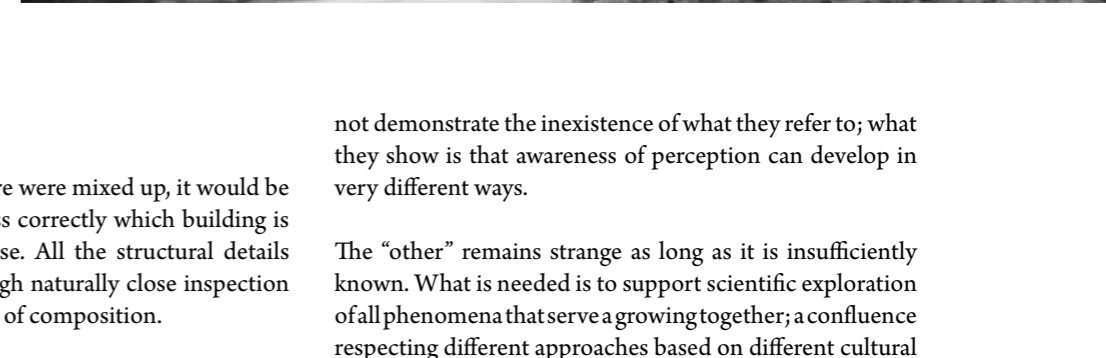 were mixed up, it would be
correctly which building is
All the structural details
naturally close inspection
of composition.
not demonstrate the inexistence of what they refer to; what
they show is that awareness of perception can develop in
very different ways.
The “other” remains strange as long as it is insufficiently
known. What is needed is to support scientific exploration
of all phenomena that serve a growing together; a confluence
respecting different approaches based on different cultural